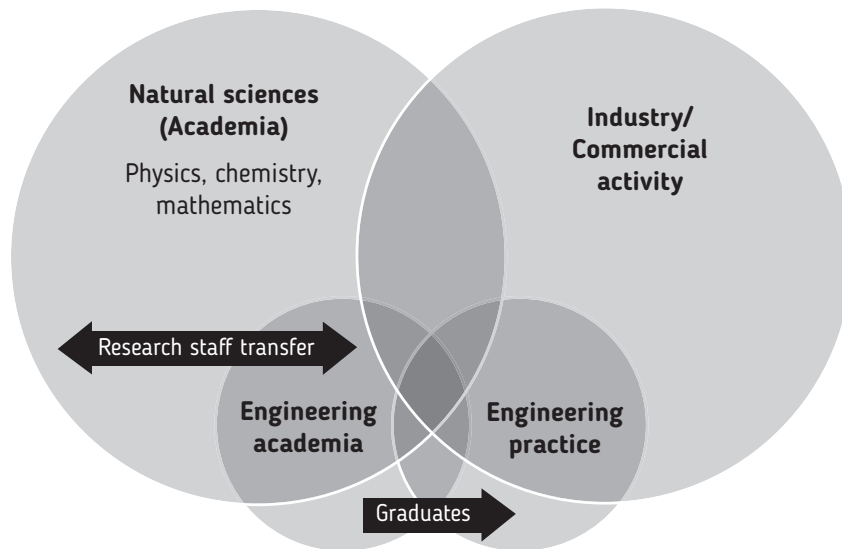 Natural sciences
(Academia)
Physics, chemistry,
mathematics
Industry/
Commercial
activity
Research staff transfer
Engineering
academia
Engineering
practice
Graduates